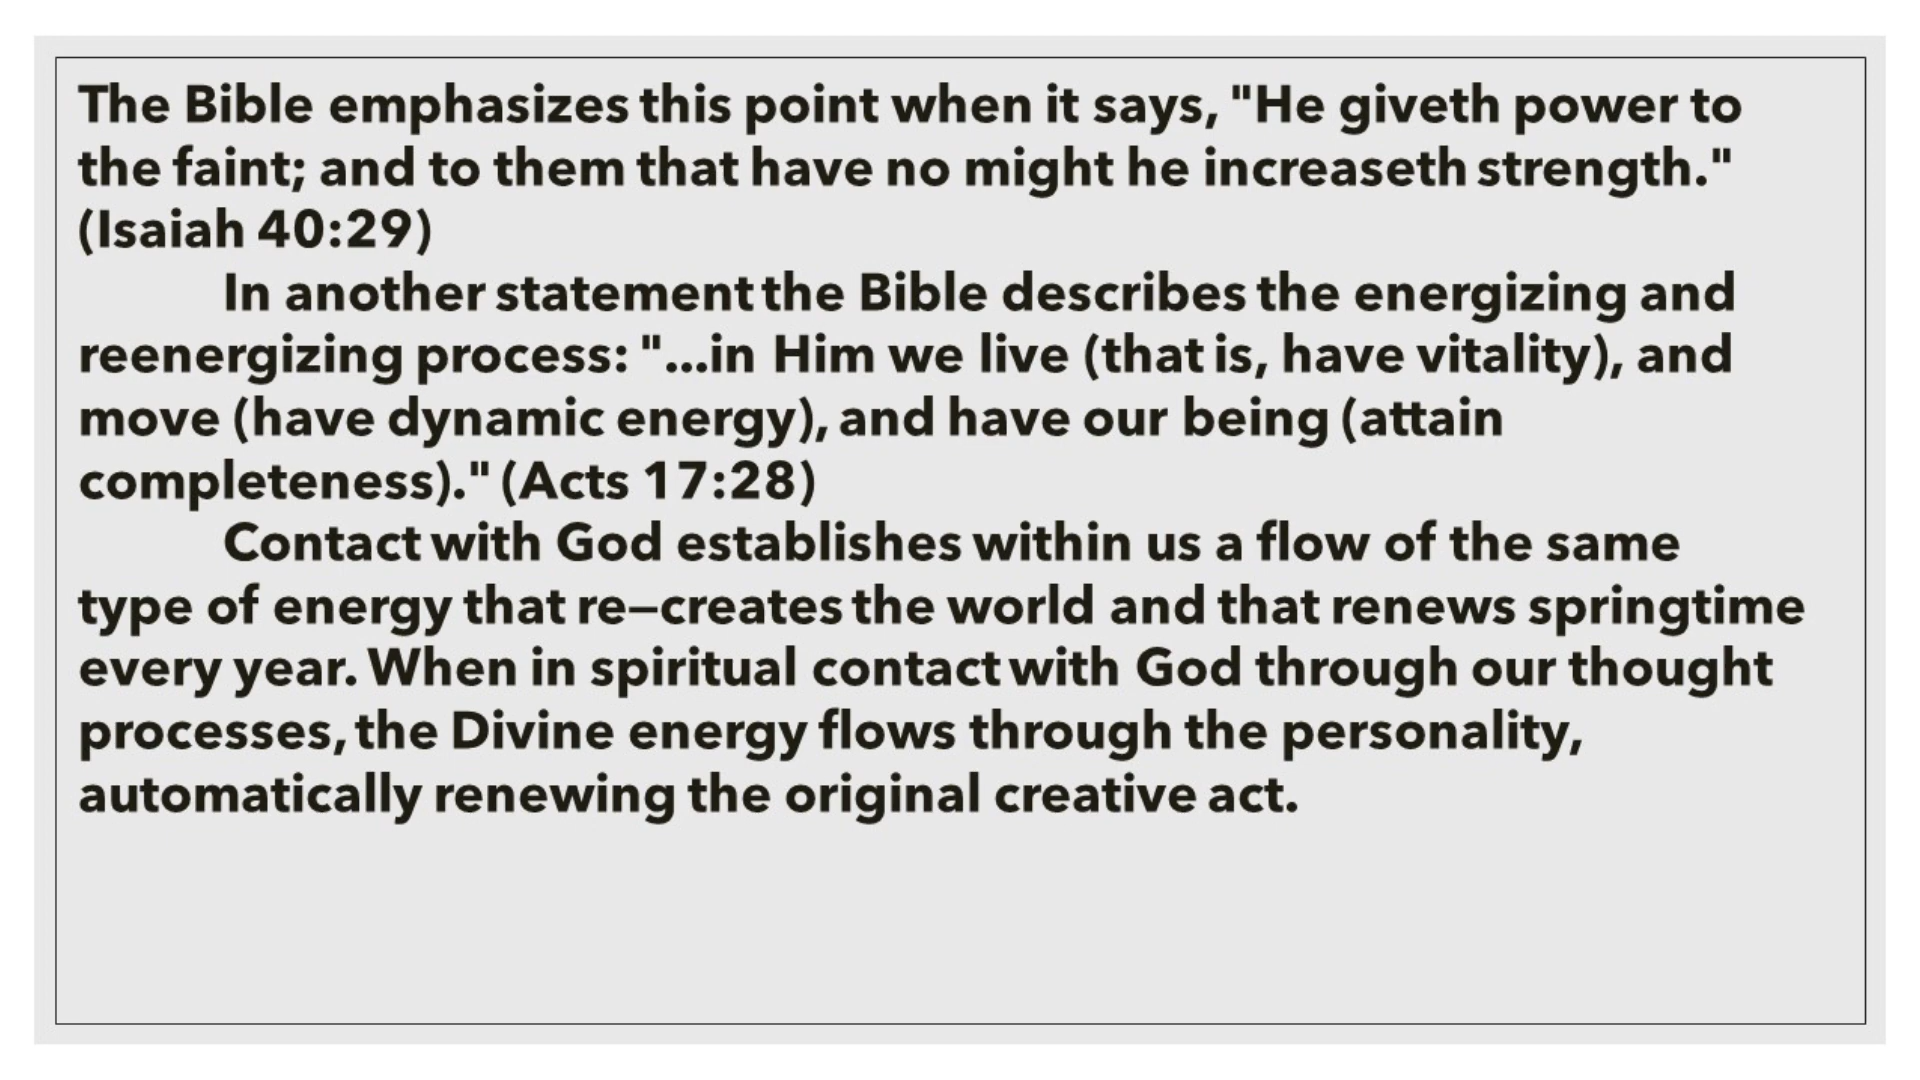 The Bible emphasizes this point when it says, "He giveth power to
the faint; and to them that have no might he increaseth strength."
(Isaiah 40:29)
In another statement the Bible describes the energizing and
reenergizing process: "...in Him we live (that is, have vitality), and
move (have dynamic energy), and have our being (attain
completeness)." (Acts 17:28)
Contact with God establishes within us a flow of the same
type of energy that re—creates the world and that renews springtime
every year. When in spiritual contact with God through our thought
processes, the Divine energy flows through the personality,
automatically renewing the original creative act.